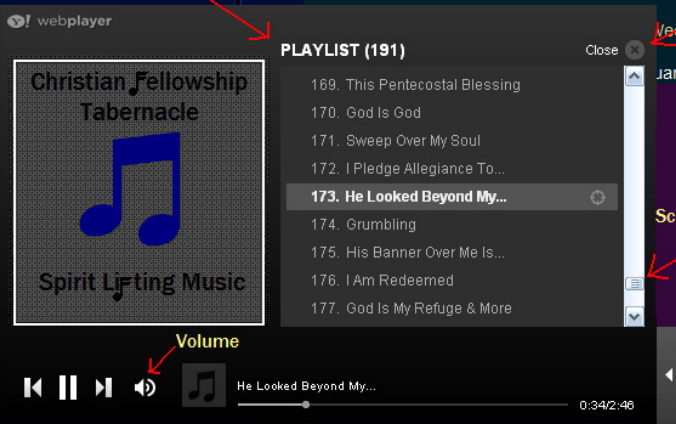 Y! webplayer
PLAYLIST (191)
Close
Christian Fellowship
Tabernacle
Spirit Lifting Music
169. This Pentecostal Blessing
170. God Is God
171. Sweep Over My Soul
172. I Pledge Allegiance To...
173. He Looked Beyond My...
174. Grumbling
175. His Banner Over Me Is...
176. I Am Redeemed
177. God Is My Refuge & More
Volume
He Looked Beyond My...
0:34/2:46
Sc